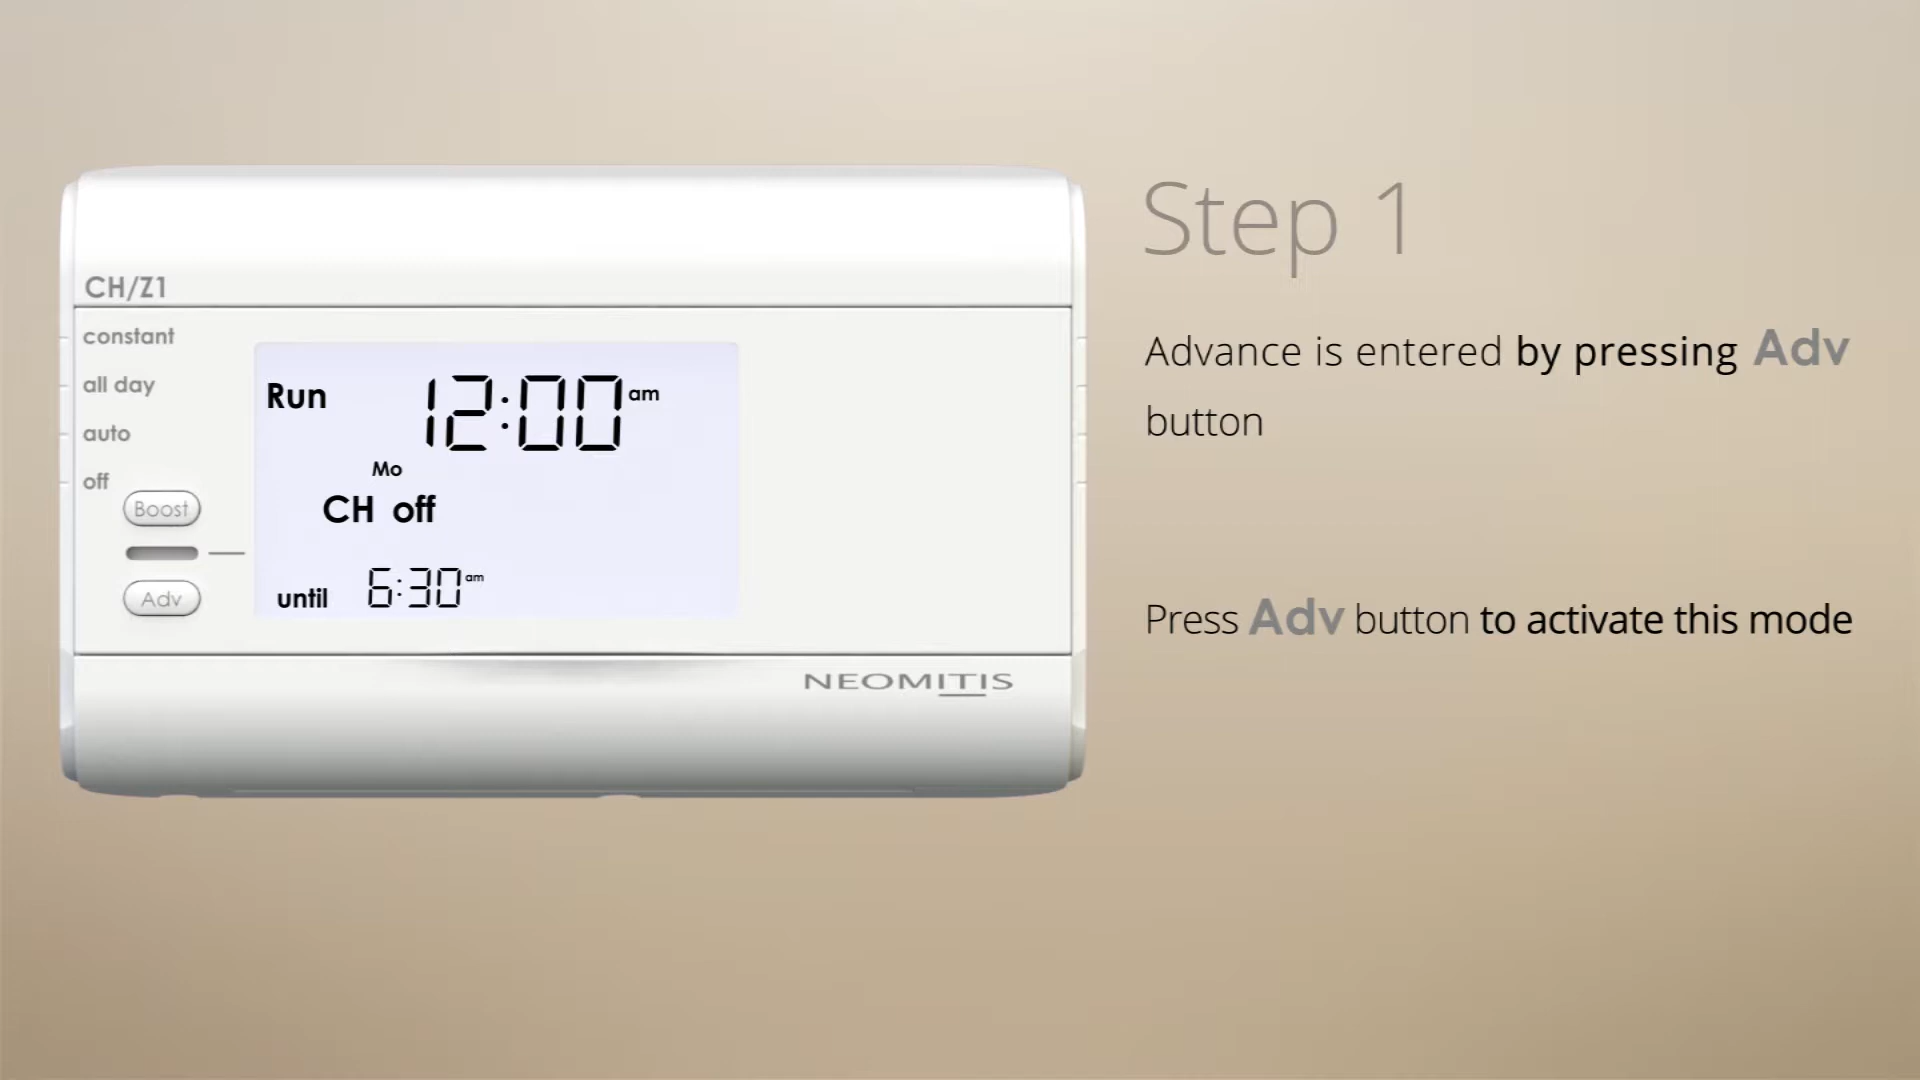 CH/Z1
constant
all day
auto
off
Boost
Adv
Run 12:00 am
Mo
CH off
until 6:30 am
NEOMITIS
Step 1
Advance is entered by pressing Adv
button
Press Adv button to activate this mode